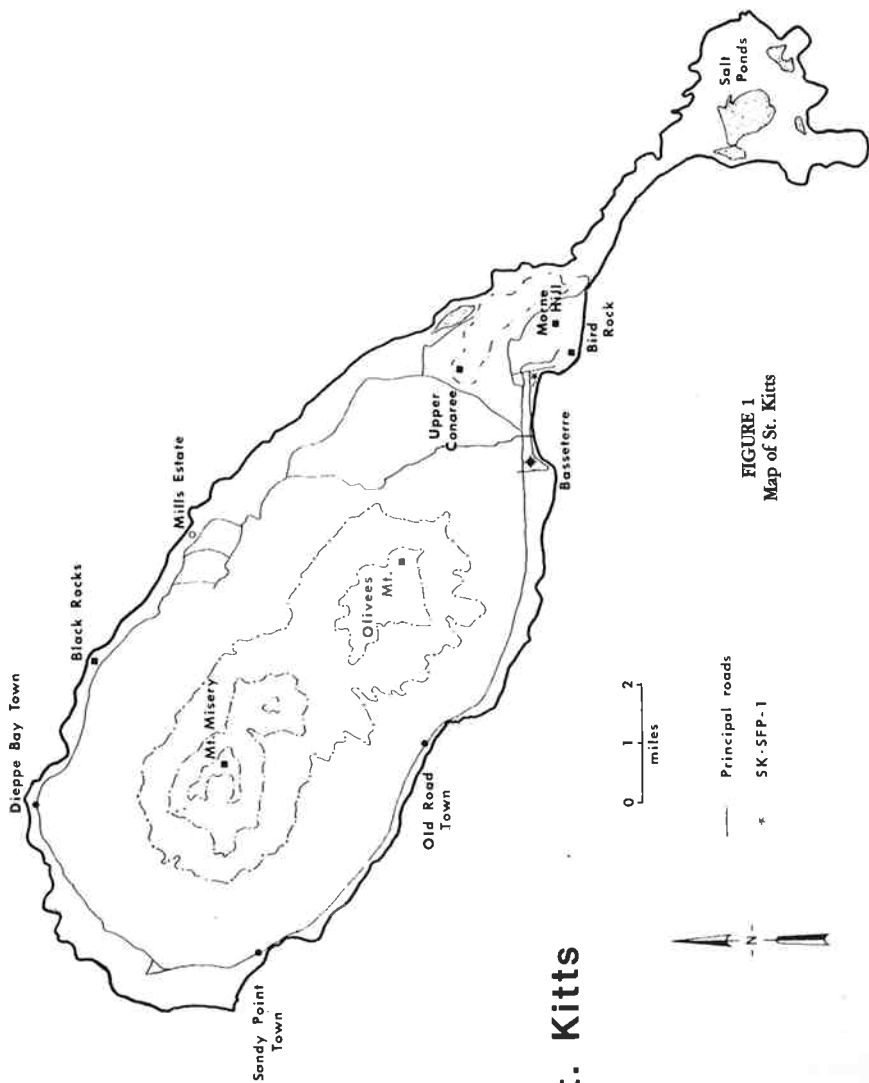 Dieppe Bay Town
Black Rocks
Mills Estate
Mt. Misery
Sandy Point
Town
Olivees
Mt.
Old Road
Town
Upper
Conaree
Basseterre
Morne
Hill
Bird
Rock
Salt
Ponds
t. Kitts
0 1 2
miles
Principal roads
SK-SFP-1
-N-
FIGURE 1
Map of St. Kitts